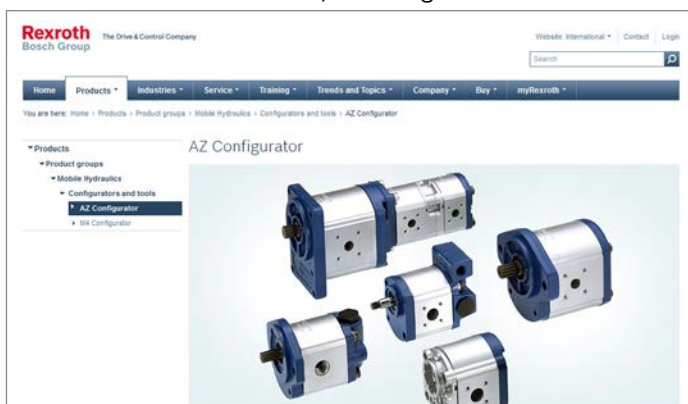 Rexroth
Bosch Group
The Drive & Control Company
Website: International Contact Login
Search
Home Products Industries Service Training Trends and Topics Company Buy myRexroth
You are here: Home > Products > Product groups > Mobile Hydraulics > Configurators and tools > AZ Configurator
Products
Product groups
Mobile Hydraulics
Configurators and tools
AZ Configurator
M4 Configurator
AZ Configurator